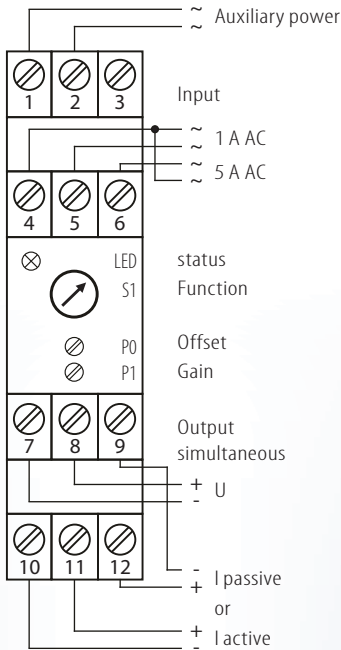 ~ Auxiliary power
~
1 2 3
Input
~ 1 A AC
~
~ 5 A AC
~
4 5 6
LED status
S1 Function
P0 Offset
P1 Gain
7 8 9
Output
simultaneous
+ U
-
- I passive
+
10 11 12
or
+ I active
-